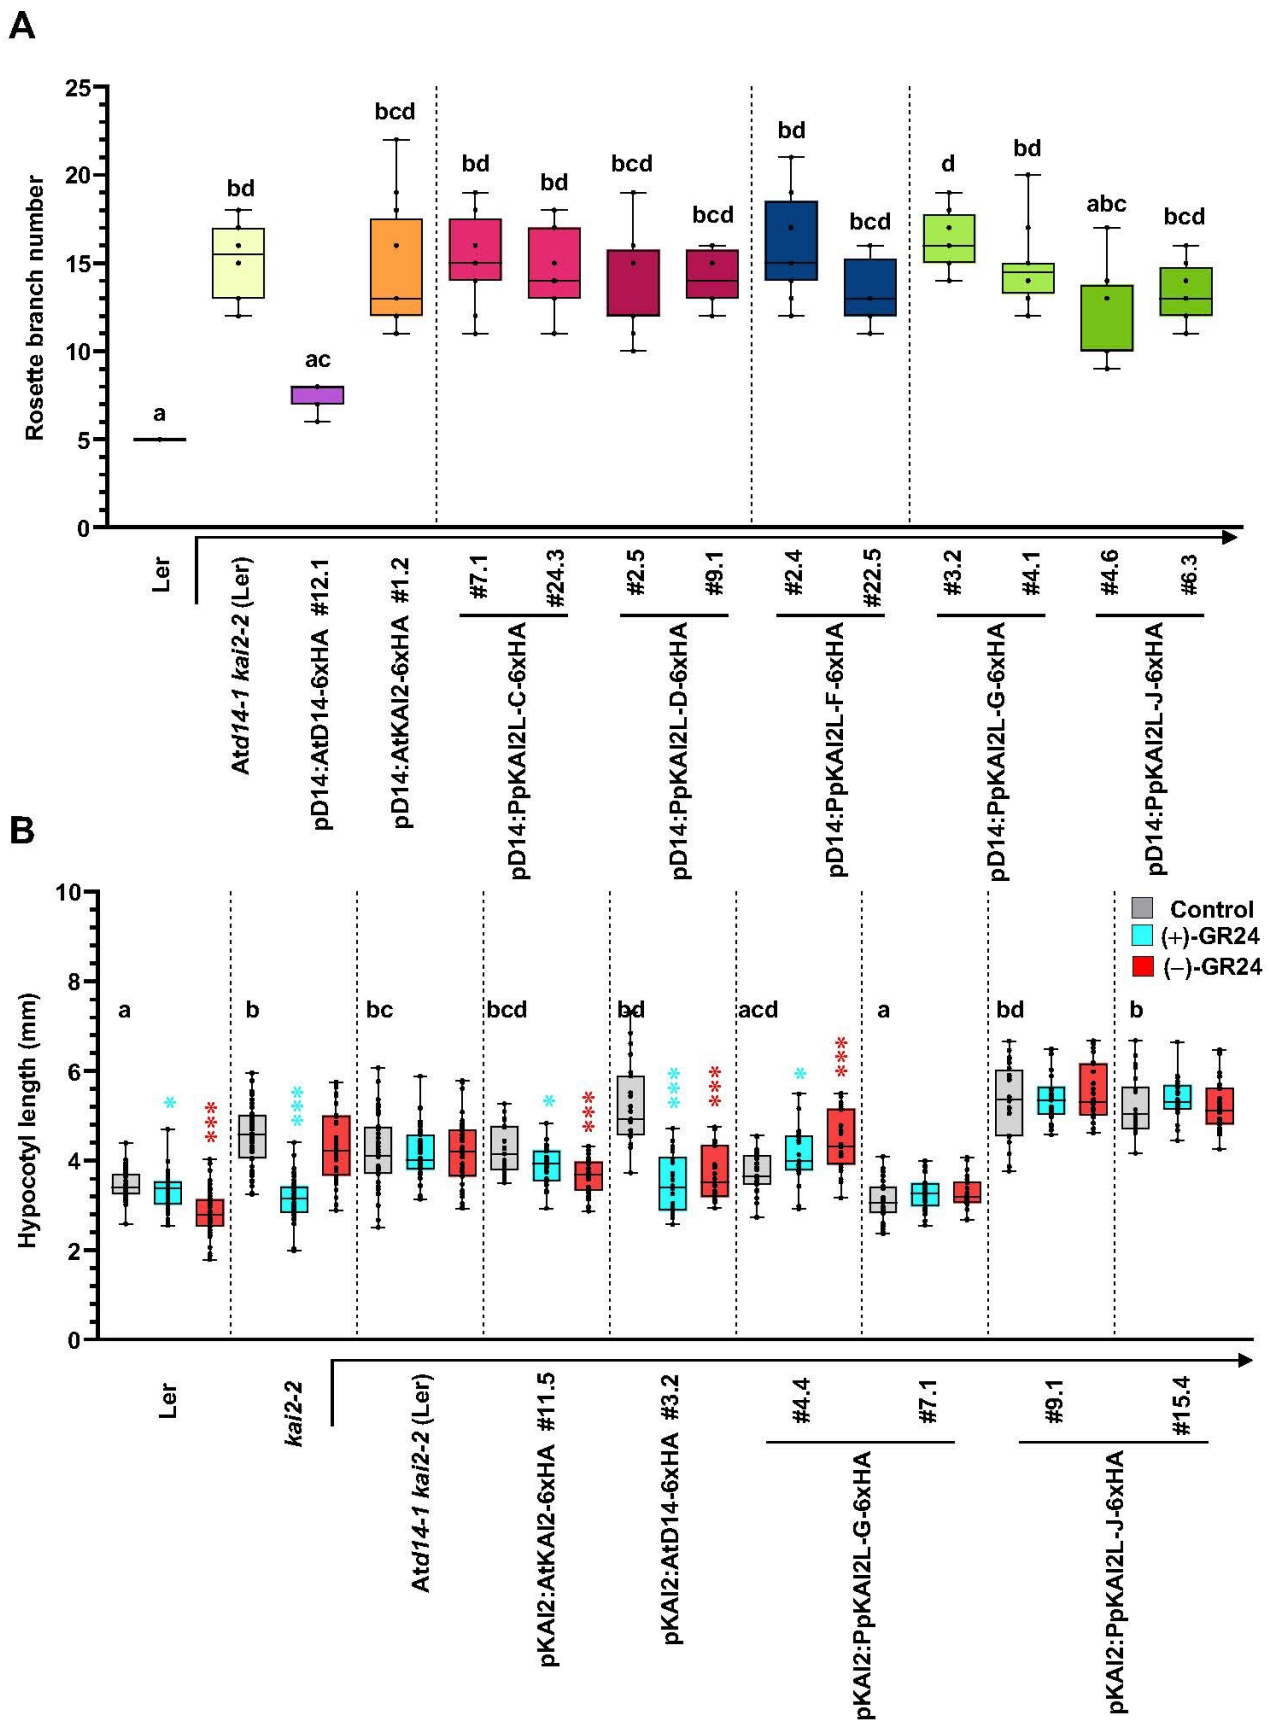 A
Rosette branch number
25
20
15
10
5
0
a
bd
ac
bcd
bd
bd
bcd
bcd
bd
bcd
d
bd
abc
bcd
Ler
Atd14-1 kai2-2 (Ler)
pD14:AtD14-6xHA #12.1
pD14:AtKAI2-6xHA #1.2
#7.1
#24.3
#2.5
#9.1
#2.4
#22.5
#3.2
#4.1
#4.6
#6.3
pD14:PpKAI2L-C-6xHA
pD14:PpKAI2L-D-6xHA
pD14:PpKAI2L-F-6xHA
pD14:PpKAI2L-G-6xHA
pD14:PpKAI2L-J-6xHA
B
Hypocotyl length (mm)
10
8
6
4
2
0
Control
(+)-GR24
(−)-GR24
a
b
bc
bcd
bd
acd
a
bd
b
*
***
***
*
***
***
***
*
***
Ler
kai2-2
Atd14-1 kai2-2 (Ler)
pKAI2:AtKAI2-6xHA #11.5
pKAI2:AtD14-6xHA #3.2
#4.4
#7.1
#9.1
#15.4
pKAI2:PpKAI2L-G-6xHA
pKAI2:PpKAI2L-J-6xHA